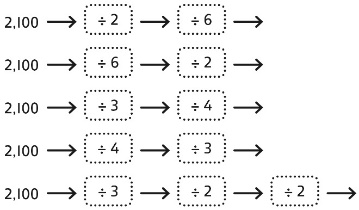 2,100 → ÷ 2 → ÷ 6 →
2,100 → ÷ 6 → ÷ 2 →
2,100 → ÷ 3 → ÷ 4 →
2,100 → ÷ 4 → ÷ 3 →
2,100 → ÷ 3 → ÷ 2 → ÷ 2 →